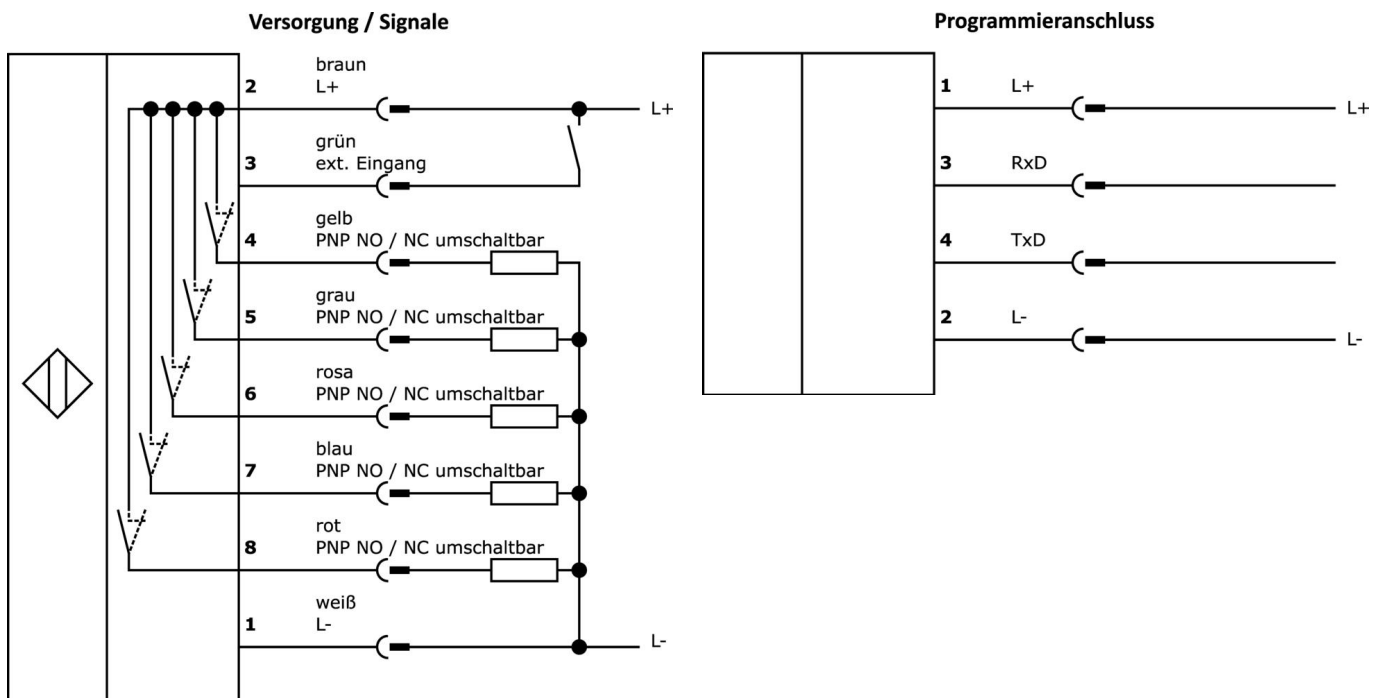 Versorgung / Signale
braun
2 L+
L+
grün
3 ext. Eingang
gelb
4 PNP NO / NC umschaltbar
grau
5 PNP NO / NC umschaltbar
rosa
6 PNP NO / NC umschaltbar
blau
7 PNP NO / NC umschaltbar
rot
8 PNP NO / NC umschaltbar
weiß
1 L-
L-
Programmieranschluss
1 L+
L+
3 RxD
4 TxD
2 L-
L-